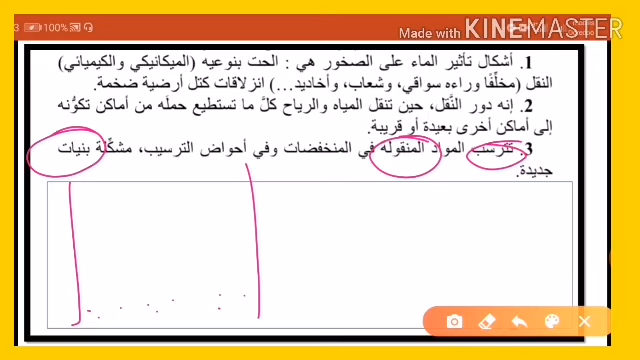 3 100%
Made with
KINEMASTER
1. أشكال تأثير الماء على الصخور هي : الحت بنوعيه (الميكانيكي والكيميائي)
النقل (مخلّفًا وراءه سواقي، وشعاب، وأخاديد...) انزلاقات كتل أرضية ضخمة.
2. إنه دور النَّقل، حين تنقل المياه والرياح كلَّ ما تستطيع حملَه من أماكن تكوُّنه
إلى أماكن أخرى بعيدة أو قريبة.
3. تترسب المواد المنقولة في المنخفضات وفي أحواض الترسيب، مشكِّلة بنيات
جديدة.